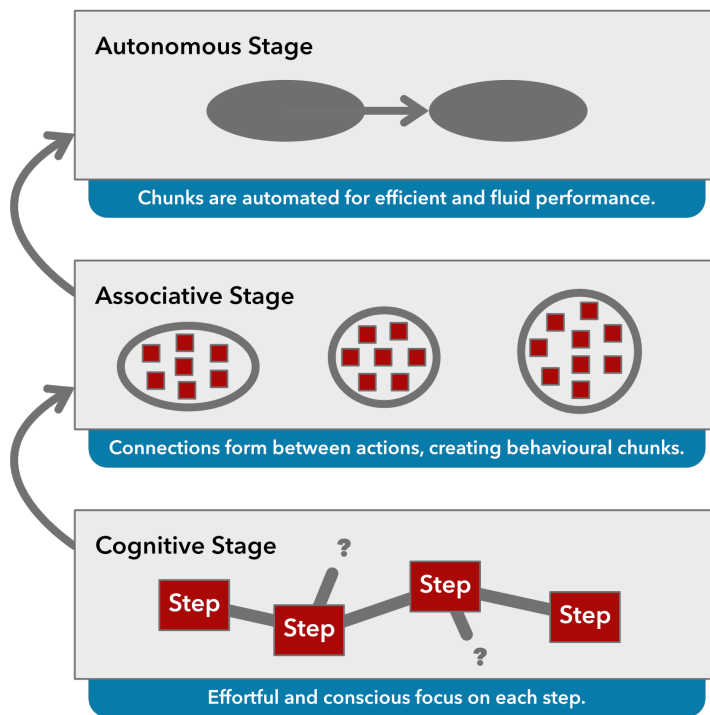 Autonomous Stage
Chunks are automated for efficient and fluid performance.
Associative Stage
Connections form between actions, creating behavioural chunks.
Cognitive Stage
?
Step
Step
Step
Step
?
Effortful and conscious focus on each step.